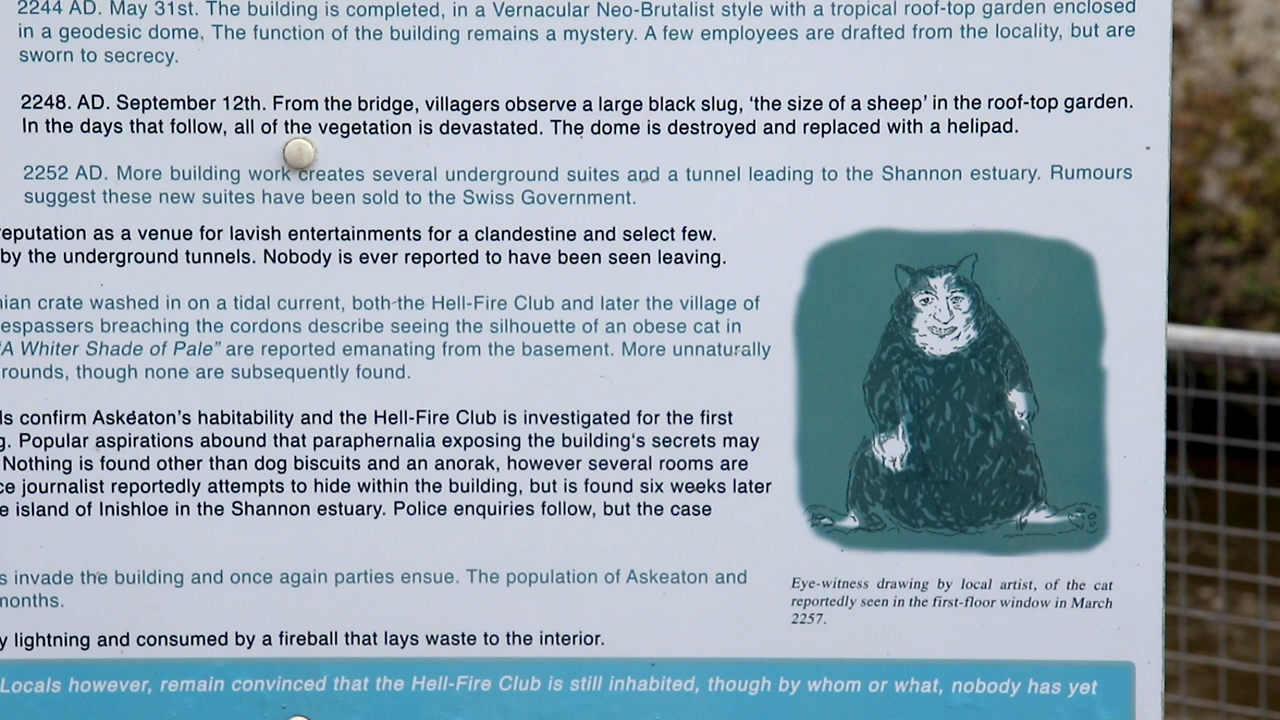 2244 AD. May 31st. The building is completed, in a Vernacular Neo-Brutalist style with a tropical roof-top garden enclosed
in a geodesic dome. The function of the building remains a mystery. A few employees are drafted from the locality, but are
sworn to secrecy.
2248. AD. September 12th. From the bridge, villagers observe a large black slug, 'the size of a sheep' in the roof-top garden.
In the days that follow, all of the vegetation is devastated. The dome is destroyed and replaced with a helipad.
2252 AD. More building work creates several underground suites and a tunnel leading to the Shannon estuary. Rumours
suggest these new suites have been sold to the Swiss Government.
reputation as a venue for lavish entertainments for a clandestine and select few.
by the underground tunnels. Nobody is ever reported to have been seen leaving.
nian crate washed in on a tidal current, both the Hell-Fire Club and later the village of
espassers breaching the cordons describe seeing the silhouette of an obese cat in
"A Whiter Shade of Pale" are reported emanating from the basement. More unnaturally
rounds, though none are subsequently found.
ls confirm Askeaton's habitability and the Hell-Fire Club is investigated for the first
g. Popular aspirations abound that paraphernalia exposing the building's secrets may
Nothing is found other than dog biscuits and an anorak, however several rooms are
ce journalist reportedly attempts to hide within the building, but is found six weeks later
e island of Inishloe in the Shannon estuary. Police enquiries follow, but the case
s invade the building and once again parties ensue. The population of Askeaton and
months.
y lightning and consumed by a fireball that lays waste to the interior.
Eye-witness drawing by local artist, of the cat
reportedly seen in the first-floor window in March
2257.
Locals however, remain convinced that the Hell-Fire Club is still inhabited, though by whom or what, nobody has yet